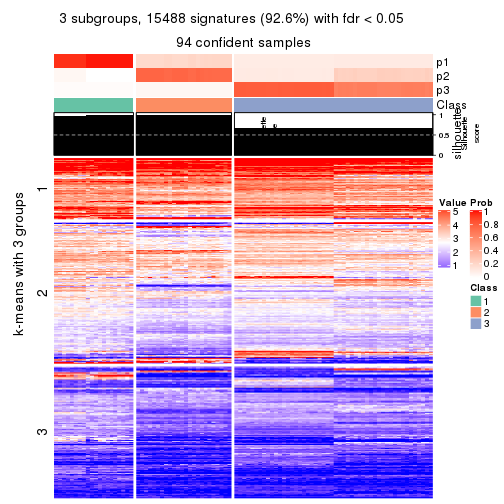 3 subgroups, 15488 signatures (92.6%) with fdr < 0.05
94 confident samples
p1
p2
p3
Class
1
0.5
0
silhouette
Silhouette
score
k-means with 3 groups
1
2
3
Value
5
4
3
2
1
Prob
1
0.8
0.6
0.4
0.2
0
Class
1
2
3